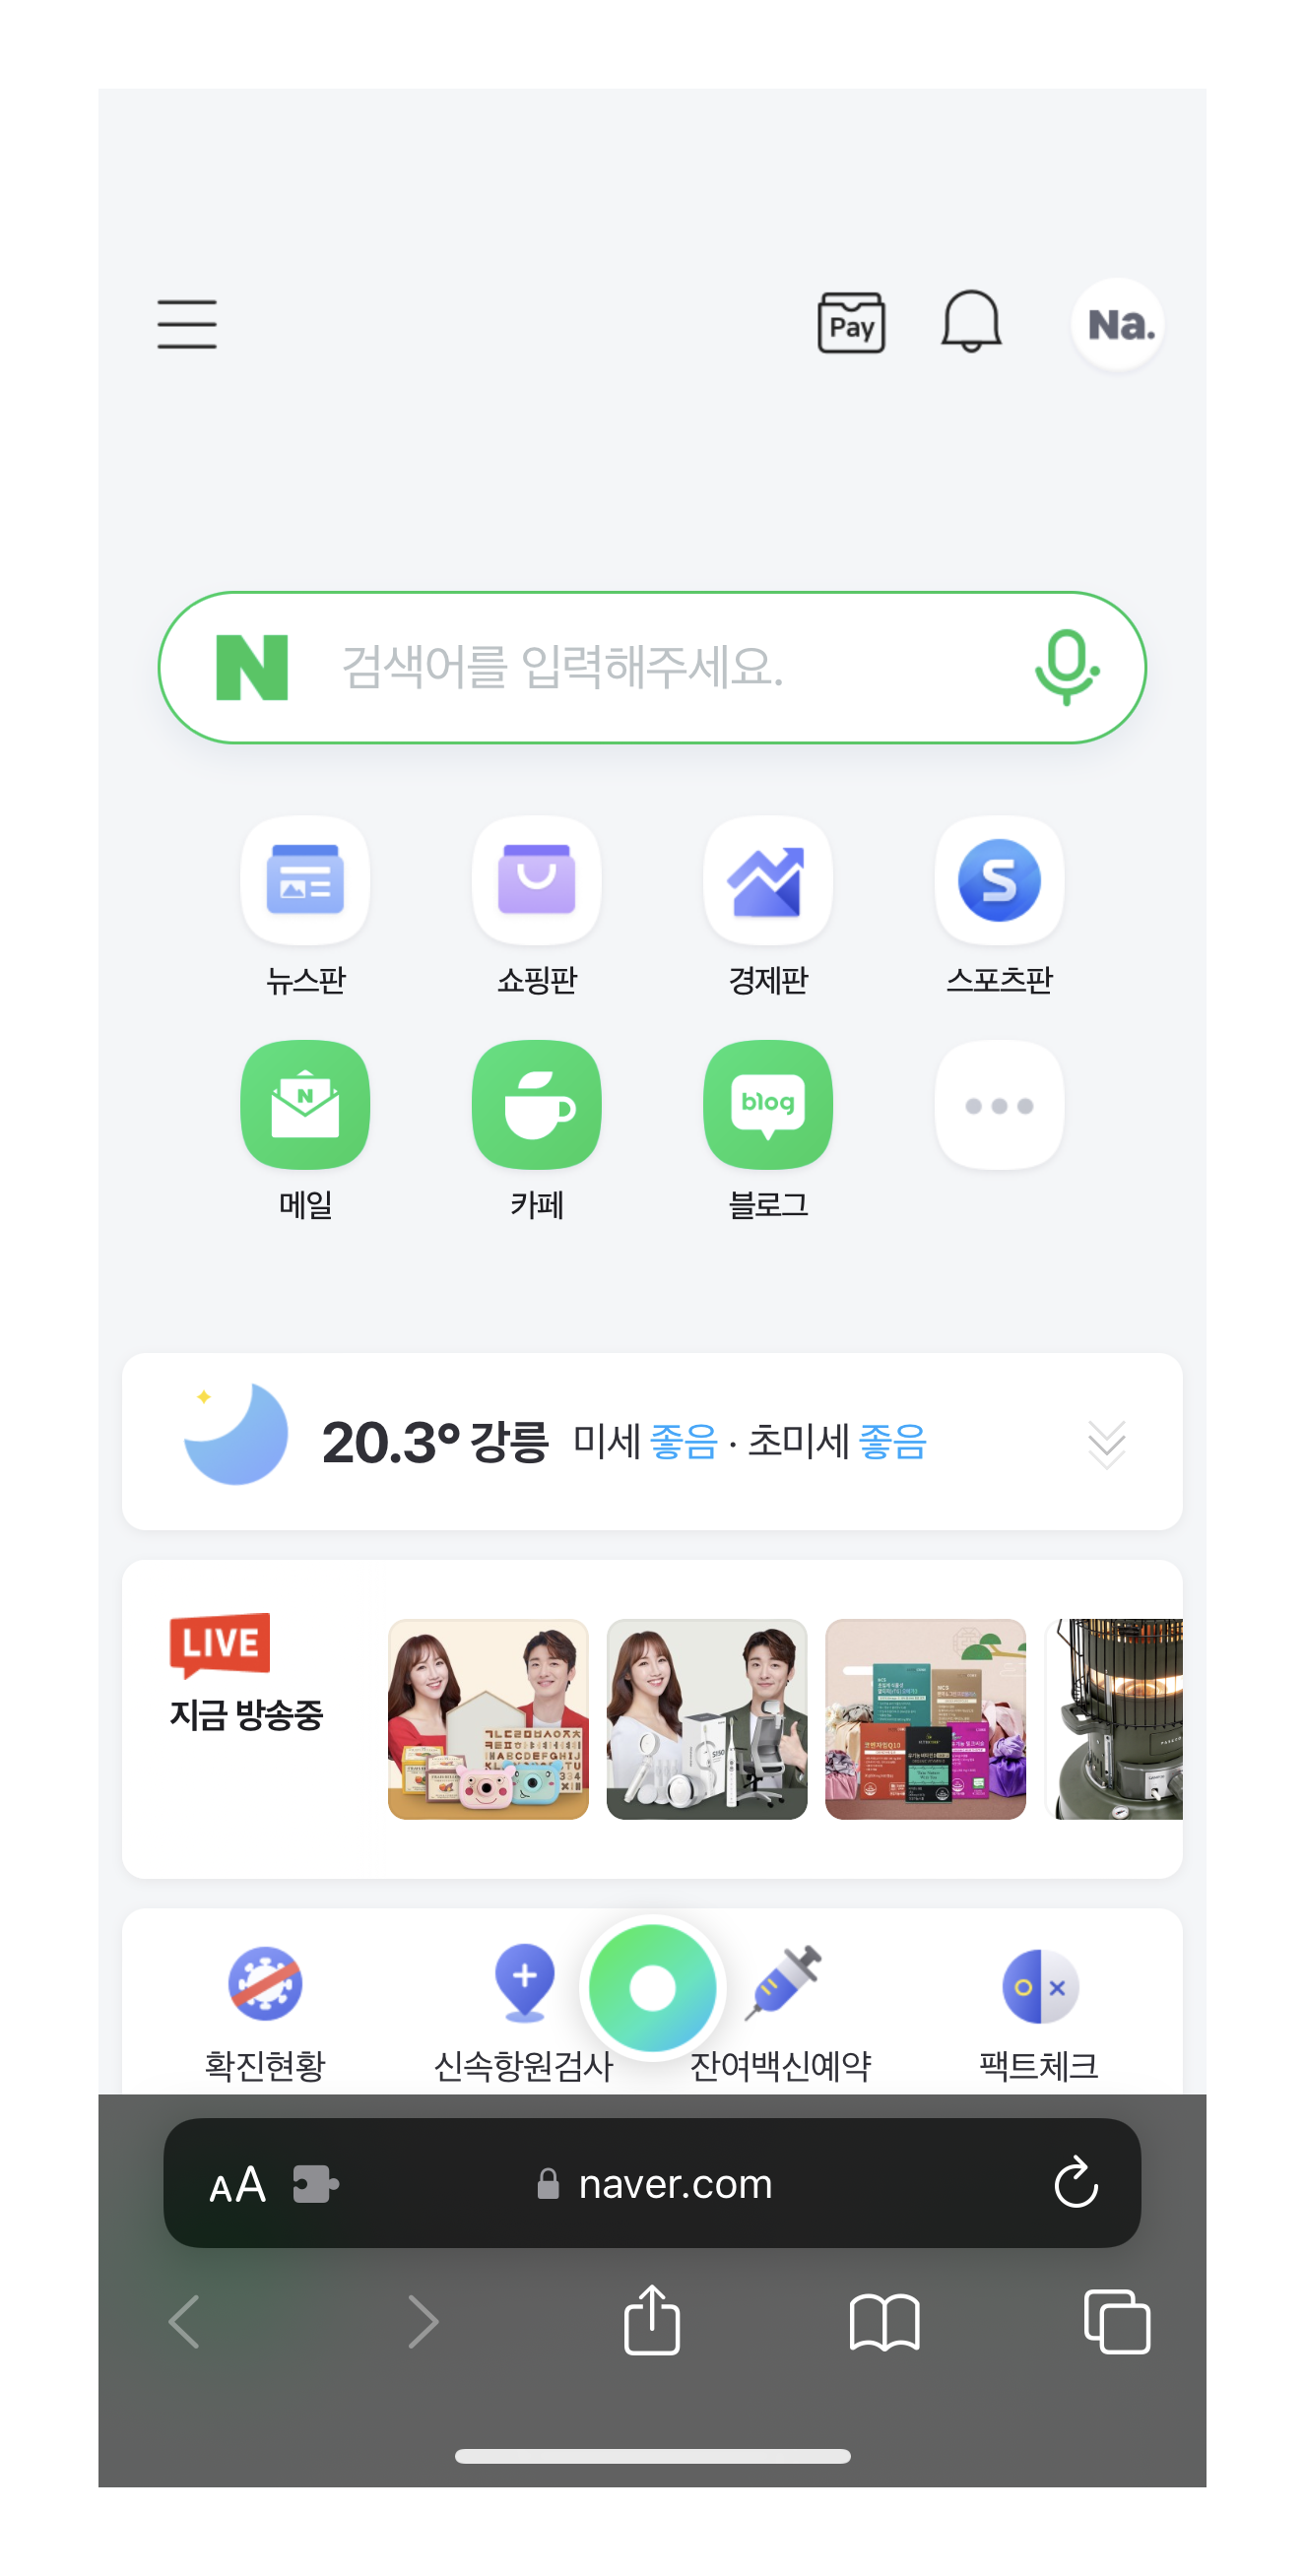 Pay
Na.
N 검색어를 입력해주세요.
뉴스판 쇼핑판 경제판 스포츠판
N blog
메일 카페 블로그
20.3° 강릉 미세 좋음 · 초미세 좋음
LIVE
지금 방송중
확진현황 신속항원검사 잔여백신예약 팩트체크
AA naver.com